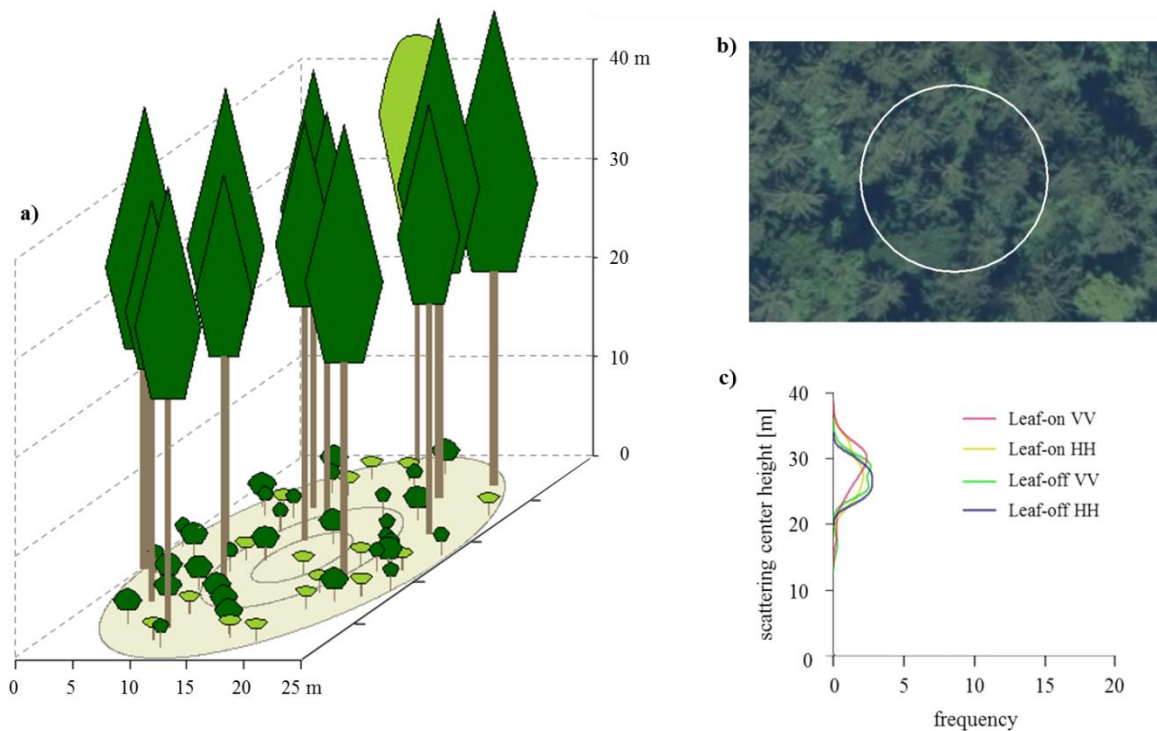 a)
40 m
30
20
10
0
0 5 10 15 20 25 m
b)
c)
40
30
20
10
0
scattering center height [m]
Leaf-on VV
Leaf-on HH
Leaf-off VV
Leaf-off HH
0 5 10 15 20
frequency